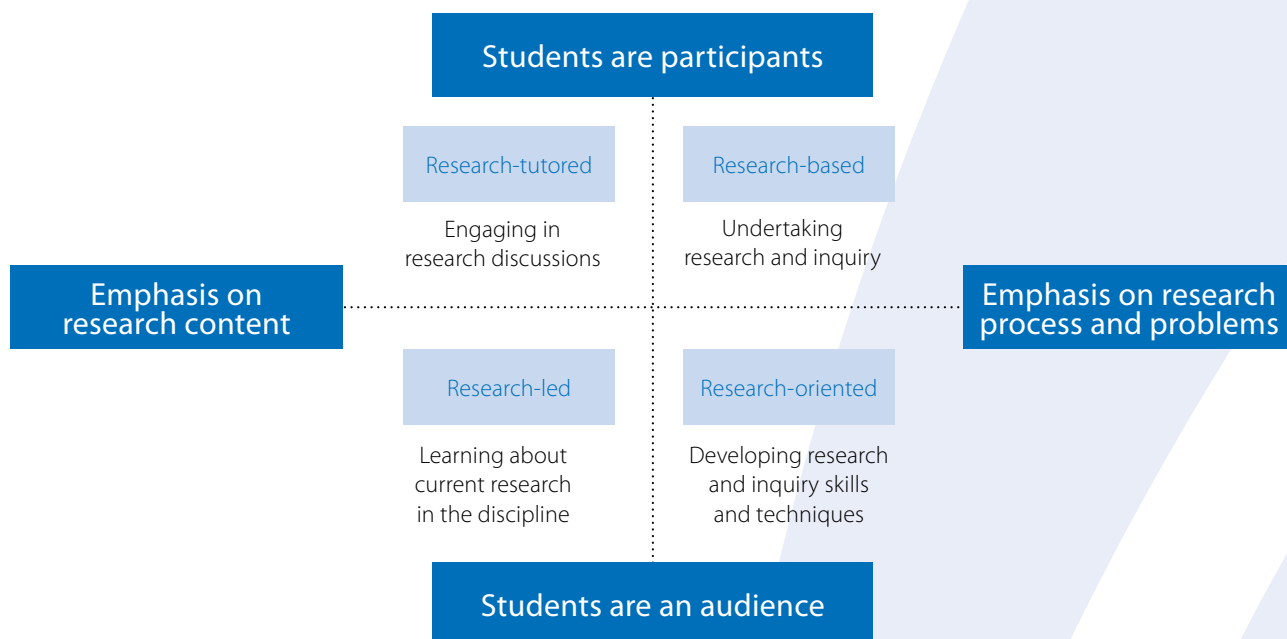 Students are participants
Research-tutored
Engaging in
research discussions
Research-based
Undertaking
research and inquiry
Emphasis on
research content
Emphasis on research
process and problems
Research-led
Learning about
current research
in the discipline
Research-oriented
Developing research
and inquiry skills
and techniques
Students are an audience